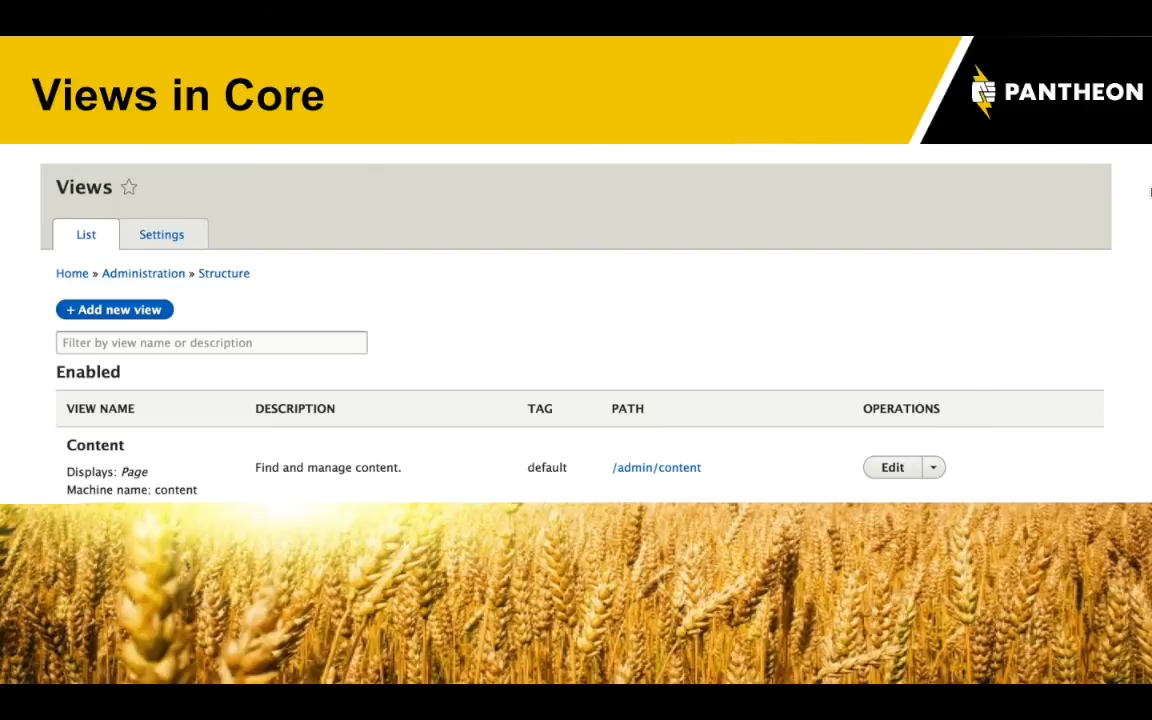 Views in Core
PANTHEON
Views
List Settings
Home » Administration » Structure
+ Add new view
Filter by view name or description
Enabled
VIEW NAME DESCRIPTION TAG PATH OPERATIONS
Content
Displays: Page Find and manage content. default /admin/content Edit
Machine name: content